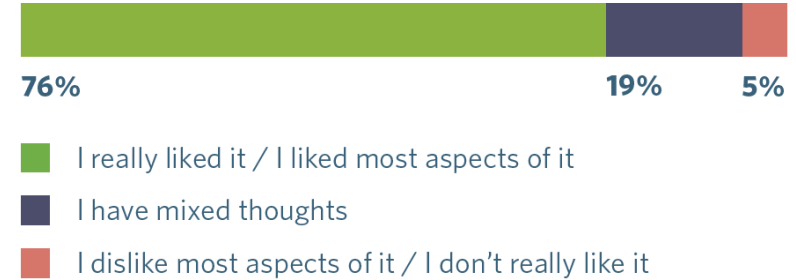 76% 19% 5%
I really liked it / I liked most aspects of it
I have mixed thoughts
I dislike most aspects of it / I don’t really like it